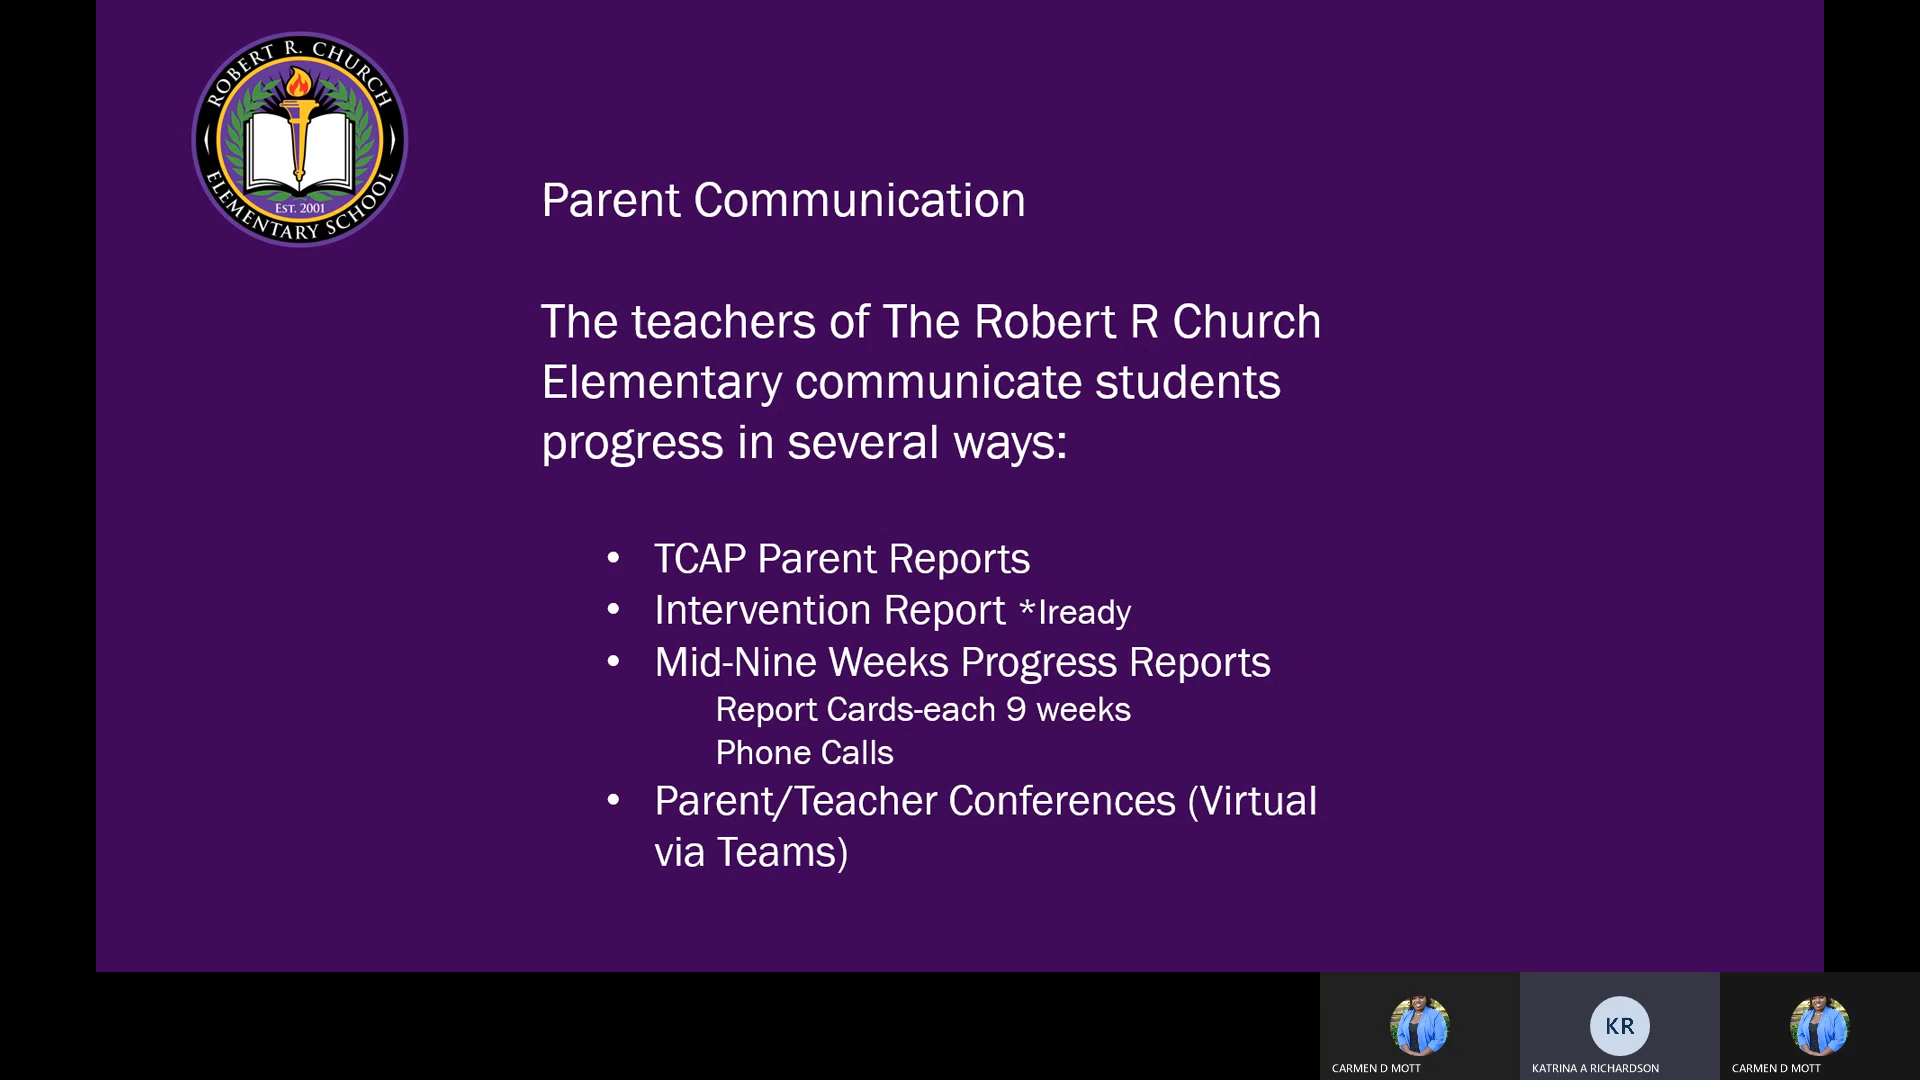 ROBERT R. CHURCH
ELEMENTARY SCHOOL
EST. 2001
Parent Communication
The teachers of The Robert R Church
Elementary communicate students
progress in several ways:
• TCAP Parent Reports
• Intervention Report *Iready
• Mid-Nine Weeks Progress Reports
Report Cards-each 9 weeks
Phone Calls
• Parent/Teacher Conferences (Virtual
via Teams)
KR
CARMEN D MOTT
KATRINA A RICHARDSON
CARMEN D MOTT